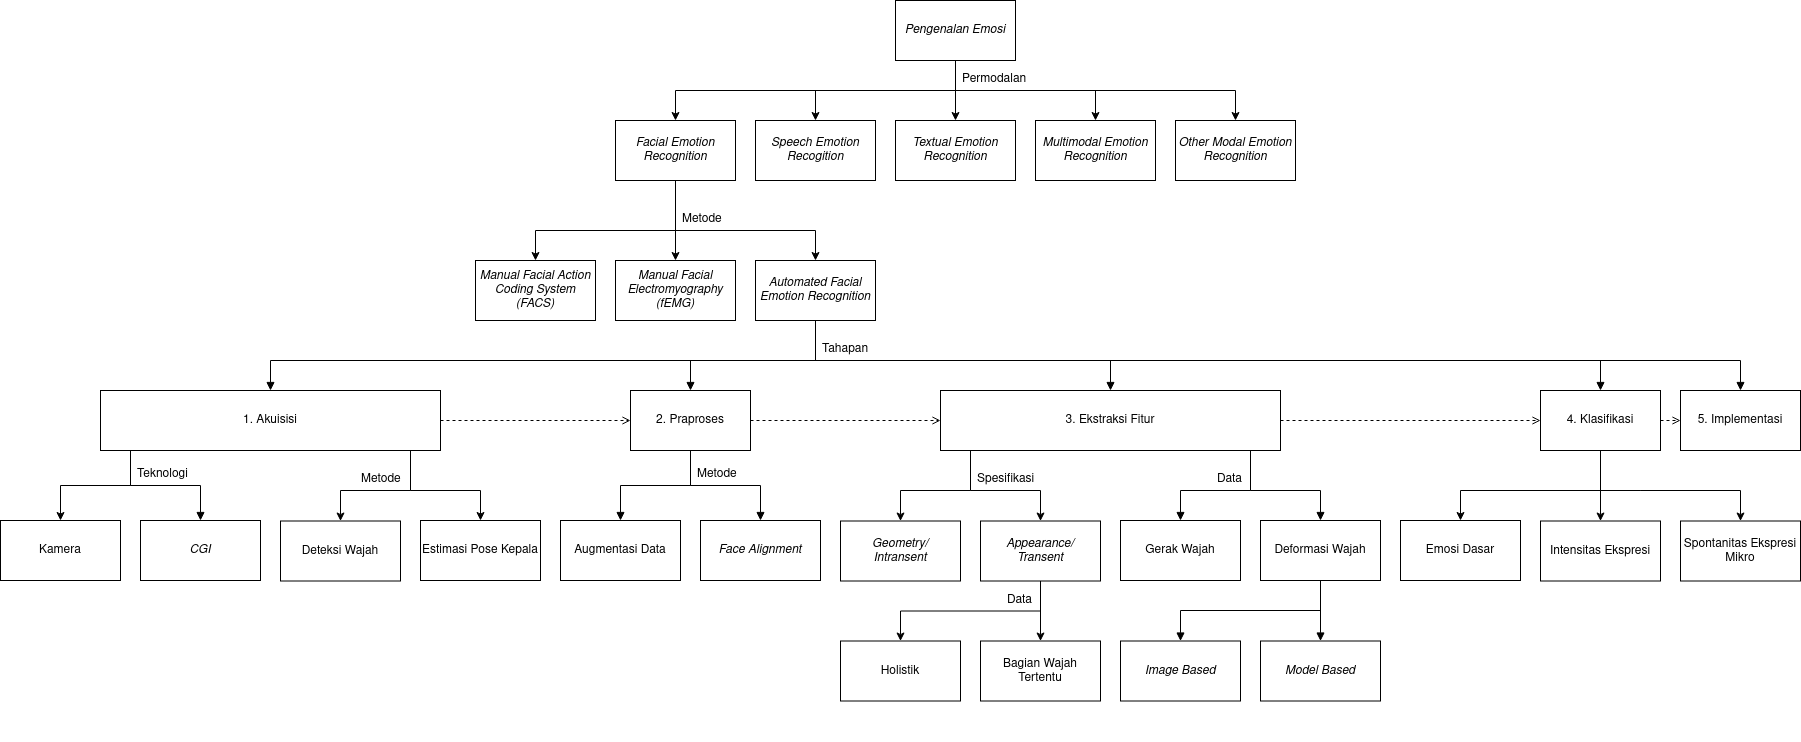 Pengenalan Emosi
Permodalan
Facial Emotion
Recognition
Speech Emotion
Recogition
Textual Emotion
Recognition
Multimodal Emotion
Recognition
Other Modal Emotion
Recognition
Metode
Manual Facial Action
Coding System
(FACS)
Manual Facial
Electromyography
(fEMG)
Automated Facial
Emotion Recognition
Tahapan
1. Akuisisi
2. Praproses
3. Ekstraksi Fitur
4. Klasifikasi
5. Implementasi
Teknologi
Metode
Metode
Spesifikasi
Data
Kamera
CGI
Deteksi Wajah
Estimasi Pose Kepala
Augmentasi Data
Face Alignment
Geometry/
Intransent
Appearance/
Transent
Gerak Wajah
Deformasi Wajah
Emosi Dasar
Intensitas Ekspresi
Spontanitas Ekspresi
Mikro
Data
Holistik
Bagian Wajah
Tertentu
Image Based
Model Based